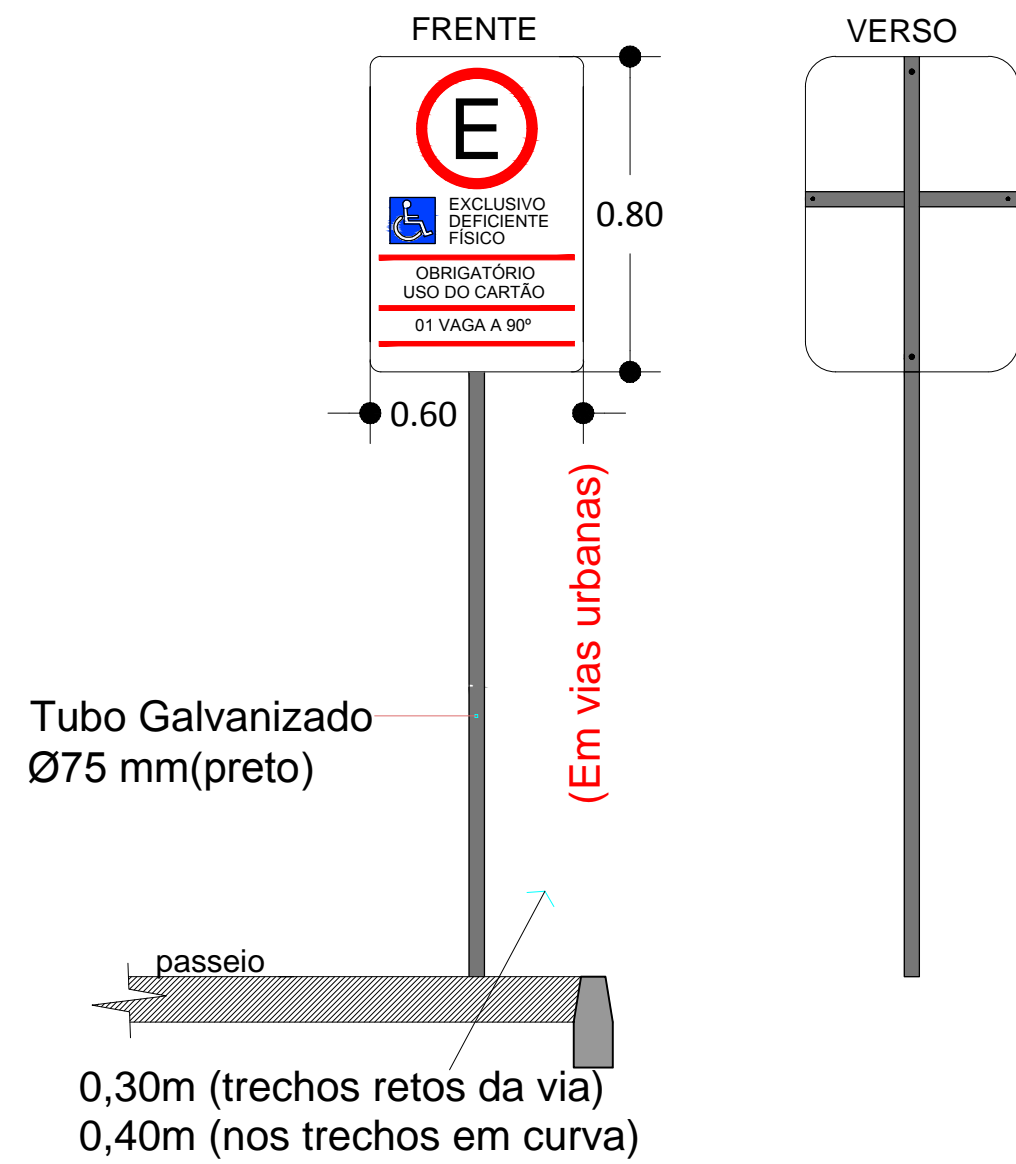 FRENTE
VERSO
E
EXCLUSIVO
DEFICIENTE
FÍSICO
OBRIGATÓRIO
USO DO CARTÃO
01 VAGA A 90º
0.80
0.60
(Em vias urbanas)
Tubo Galvanizado
Ø75 mm(preto)
passeio
0,30m (trechos retos da via)
0,40m (nos trechos em curva)